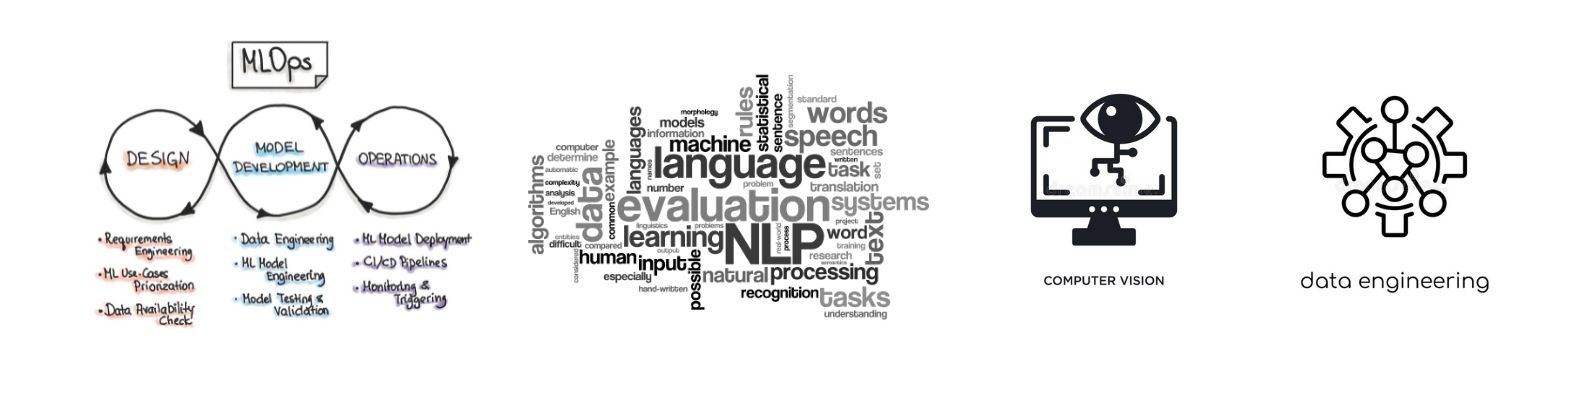 MLOps
DESIGN
MODEL
DEVELOPMENT
OPERATIONS
• Requirements
Engineering
• ML Use-Cases
Priorization
• Data Availability
Check
• Data Engineering
• ML Model
Engineering
• Model Testing &
Validation
• ML Model Deployment
• CI/CD Pipelines
• Monitoring &
Triggering
morphology
rules
statistical
sentence
segmentation
standard
words
models
information
languages
machine
speech
computer
determine
example
names
language
sentences
written
task
set
automatic
complexity
analysis
developed
English
algorithms
data
common
number
problem
translation
evaluation
systems
linguistics
problems
project
entities
difficult
compared
learning
NLP
real-world
process
word
training
text
considered
human
output
input
possible
research
semantics
especially
natural
processing
hand-written
recognition
tasks
understanding
COMPUTER VISION
data engineering